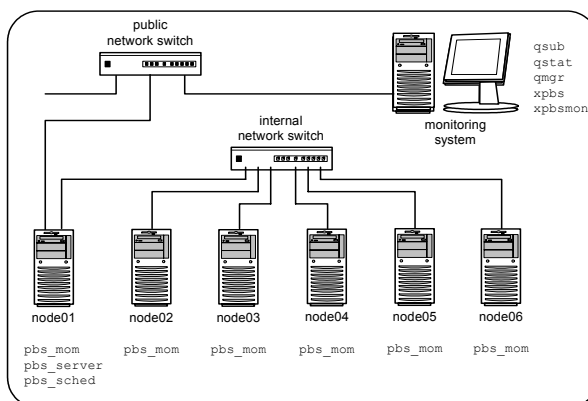 public
network switch
qsub
qstat
qmgr
xpbs
xpbsmon
monitoring
system
internal
network switch
node01
node02
node03
node04
node05
node06
pbs_mom
pbs_server
pbs_sched
pbs_mom
pbs_mom
pbs_mom
pbs_mom
pbs_mom